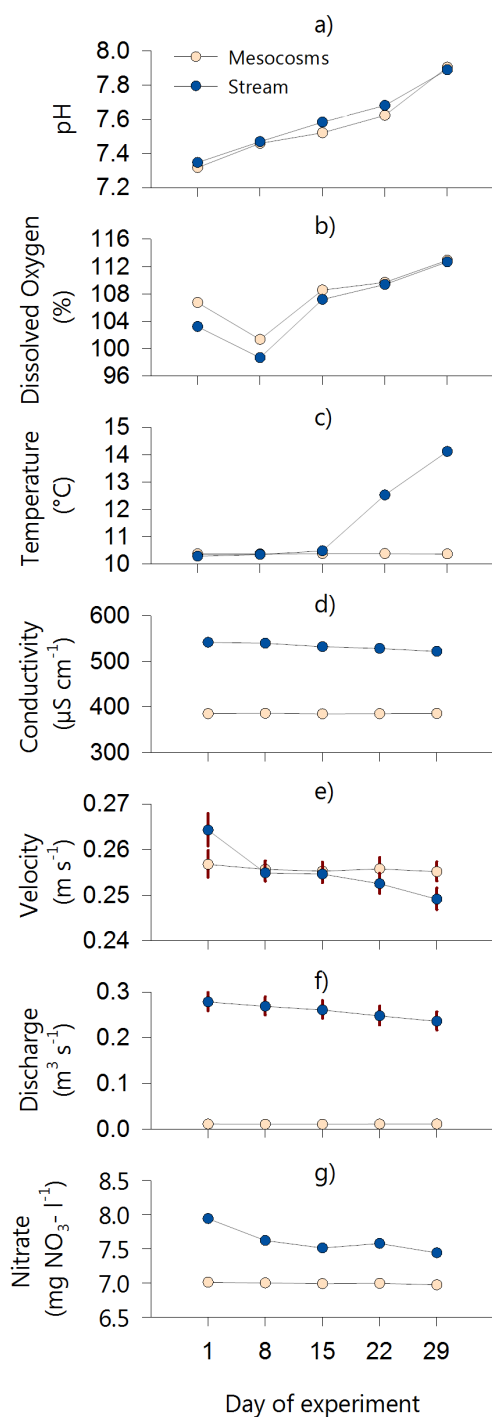 a)
Mesocosms
Stream
8.0
7.8
7.6
7.4
7.2
pH
b)
116
112
108
104
100
96
Dissolved Oxygen
(%)
c)
15
14
13
12
11
10
Temperature
(°C)
d)
600
500
400
300
Conductivity
(µS cm⁻¹)
e)
0.27
0.26
0.25
0.24
Velocity
(m s⁻¹)
f)
0.3
0.2
0.1
0.0
Discharge
(m³ s⁻¹)
g)
8.5
8.0
7.5
7.0
6.5
Nitrate
(mg NO₃- l⁻¹)
1 8 15 22 29
Day of experiment